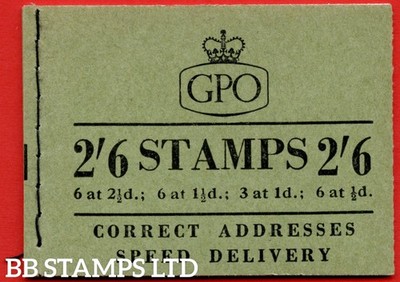 GPO
2'6 STAMPS 2'6
6 at 2½d.; 6 at 1½d.; 3 at 1d.; 6 at ½d.
CORRECT ADDRESSES
SPEED DELIVERY
BB STAMPS LTD